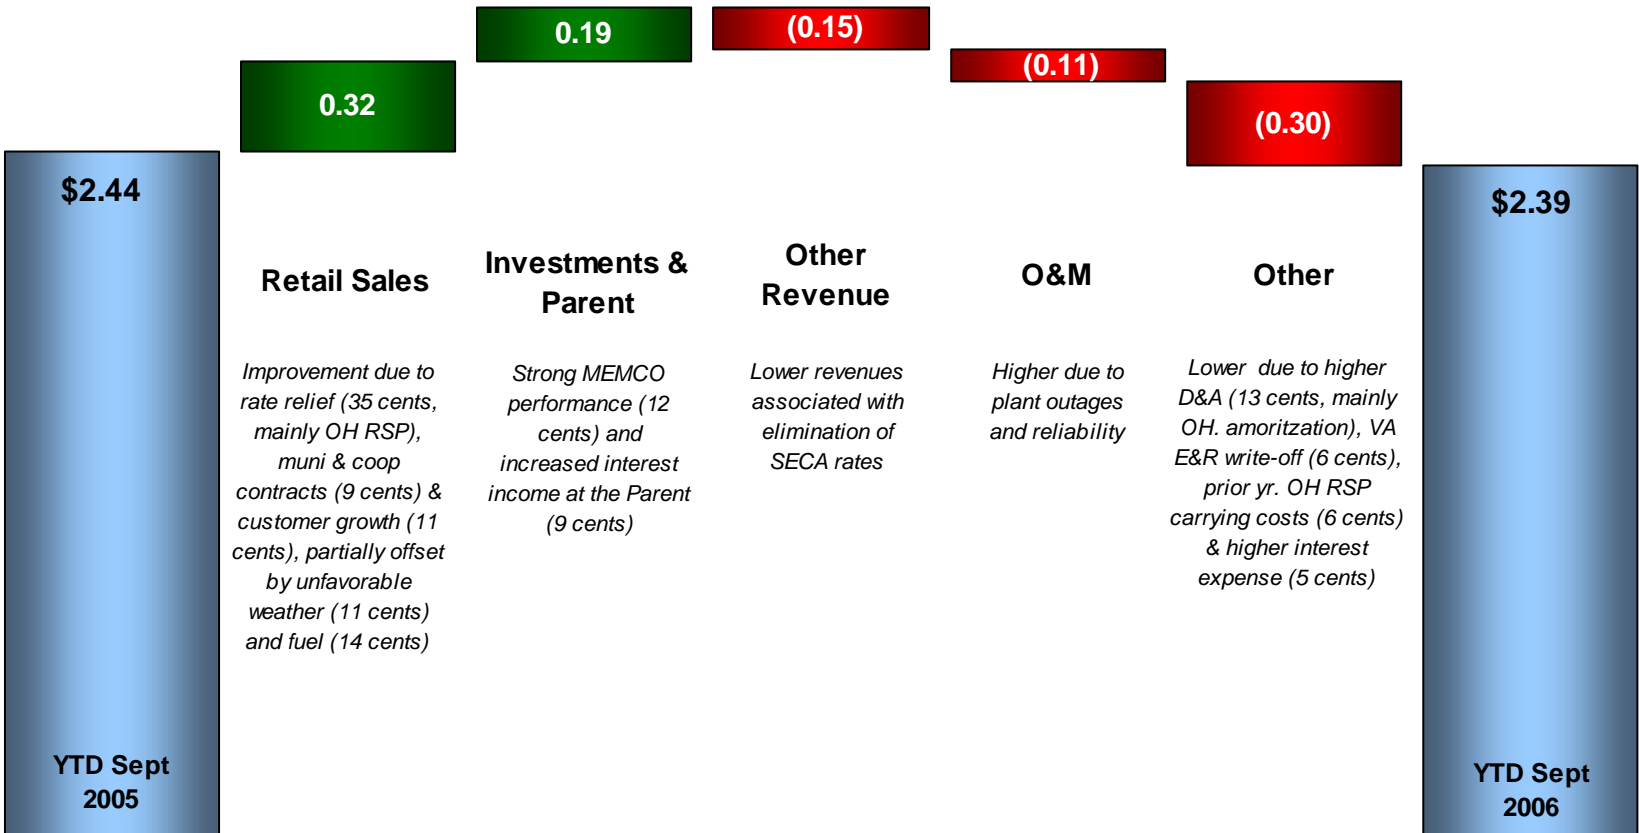 0.19
(0.15)
(0.11)
0.32
(0.30)
$2.44
$2.39
Retail Sales
Investments &
Parent
Other
Revenue
O&M
Other
Improvement due to
rate relief (35 cents,
mainly OH RSP),
muni & coop
contracts (9 cents) &
customer growth (11
cents), partially offset
by unfavorable
weather (11 cents)
and fuel (14 cents)
Strong MEMCO
performance (12
cents) and
increased interest
income at the Parent
(9 cents)
Lower revenues
associated with
elimination of
SECA rates
Higher due to
plant outages
and reliability
Lower due to higher
D&A (13 cents, mainly
OH. amoritzation), VA
E&R write-off (6 cents),
prior yr. OH RSP
carrying costs (6 cents)
& higher interest
expense (5 cents)
YTD Sept
2005
YTD Sept
2006